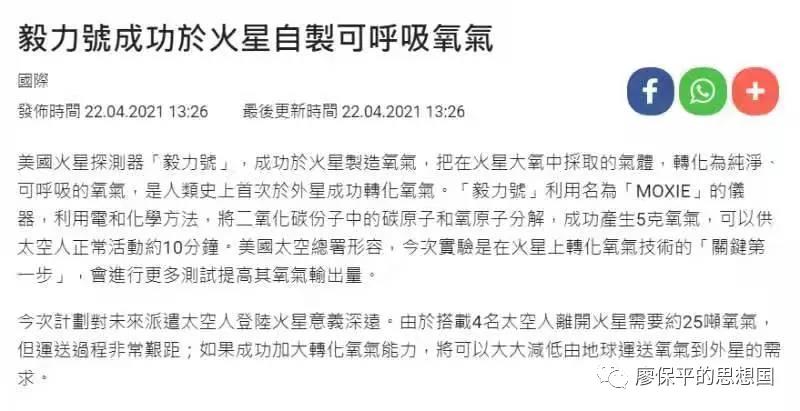 毅力號成功於火星自製可呼吸氧氣
國際
發佈時間 22.04.2021 13:26 最後更新時間 22.04.2021 13:26
美國火星探測器「毅力號」，成功於火星製造氧氣，把在火星大氣中採取的氣體，轉化為純淨、
可呼吸的氧氣，是人類史上首次於外星成功轉化氧氣。「毅力號」利用名為「MOXIE」的儀
器，利用電和化學方法，將二氧化碳份子中的碳原子和氧原子分解，成功產生5克氧氣，可以供
太空人正常活動約10分鐘。美國太空總署形容，今次實驗是在火星上轉化氧氣技術的「關鍵第
一步」，會進行更多測試提高其氧氣輸出量。
今次計劃對未來派遣太空人登陸火星意義深遠。由於搭載4名太空人離開火星需要約25噸氧氣，
但運送過程非常艱距；如果成功加大轉化氧氣能力，將可以大大減低由地球運送氧氣到外星的需
求。
廖保平的思想国